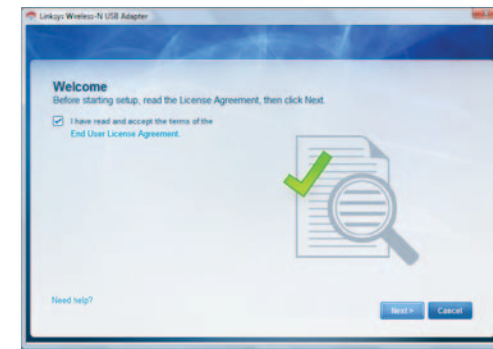 Linksys Wireless-N USB Adapter
Welcome
Before starting setup, read the License Agreement, then click Next.
I have read and accept the terms of the
End User License Agreement.
Need help?
Next > Cancel